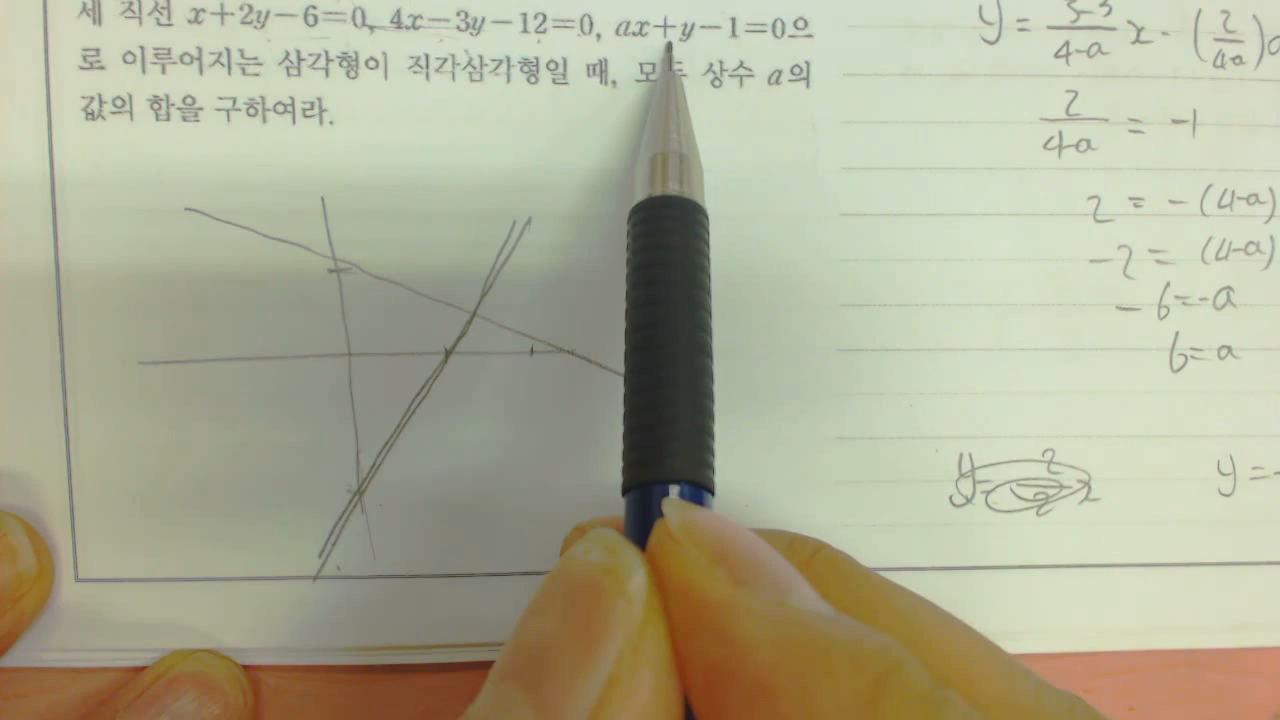 세 직선 x+2y-6=0, 4x-3y-12=0, ax+y-1=0으
로 이루어지는 삼각형이 직각삼각형일 때, 모든 상수 a의
값의 합을 구하여라.
2/(4-a) = -1
2 = -(4-a)
-2 = (4-a)
-6=-a
6=a